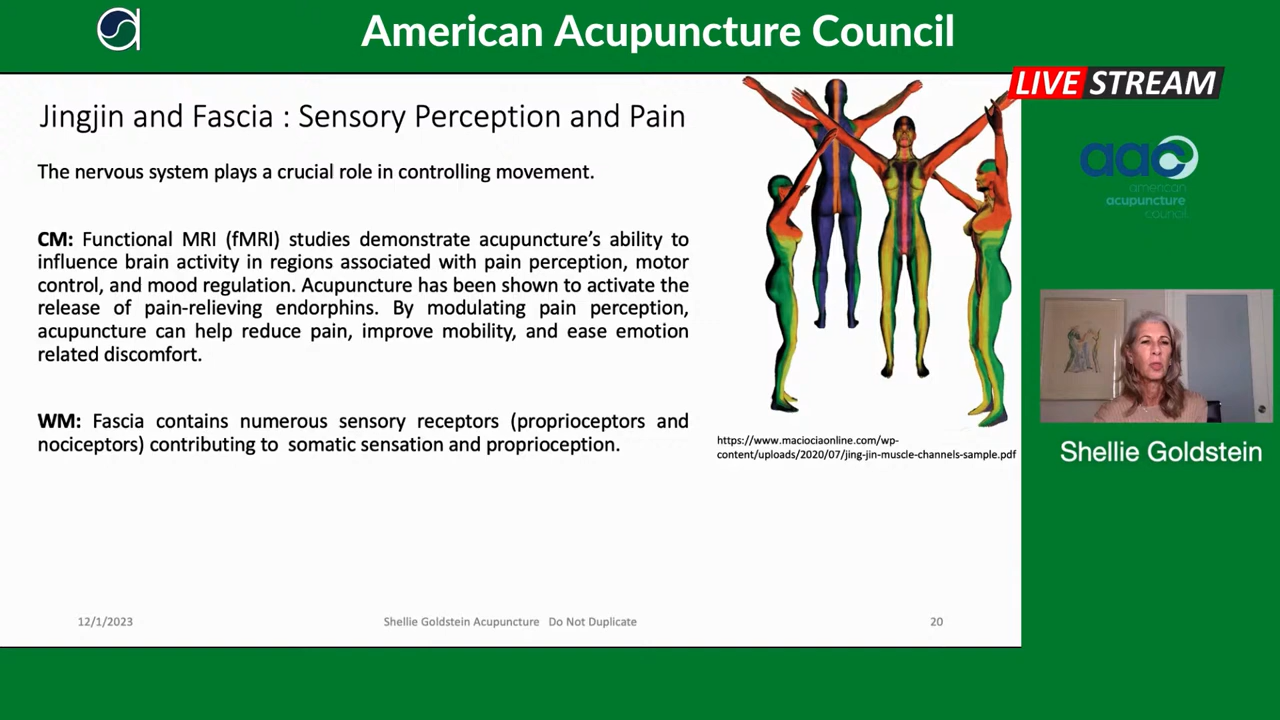 American Acupuncture Council
LIVE STREAM
Jingjin and Fascia : Sensory Perception and Pain
The nervous system plays a crucial role in controlling movement.
CM: Functional MRI (fMRI) studies demonstrate acupuncture’s ability to
influence brain activity in regions associated with pain perception, motor
control, and mood regulation. Acupuncture has been shown to activate the
release of pain-relieving endorphins. By modulating pain perception,
acupuncture can help reduce pain, improve mobility, and ease emotion
related discomfort.
WM: Fascia contains numerous sensory receptors (proprioceptors and
nociceptors) contributing to somatic sensation and proprioception.
https://www.maciociaonline.com/wp-
content/uploads/2020/07/jing-jin-muscle-channels-sample.pdf
12/1/2023
Shellie Goldstein Acupuncture Do Not Duplicate
20
aac
american
acupuncture
council
Shellie Goldstein